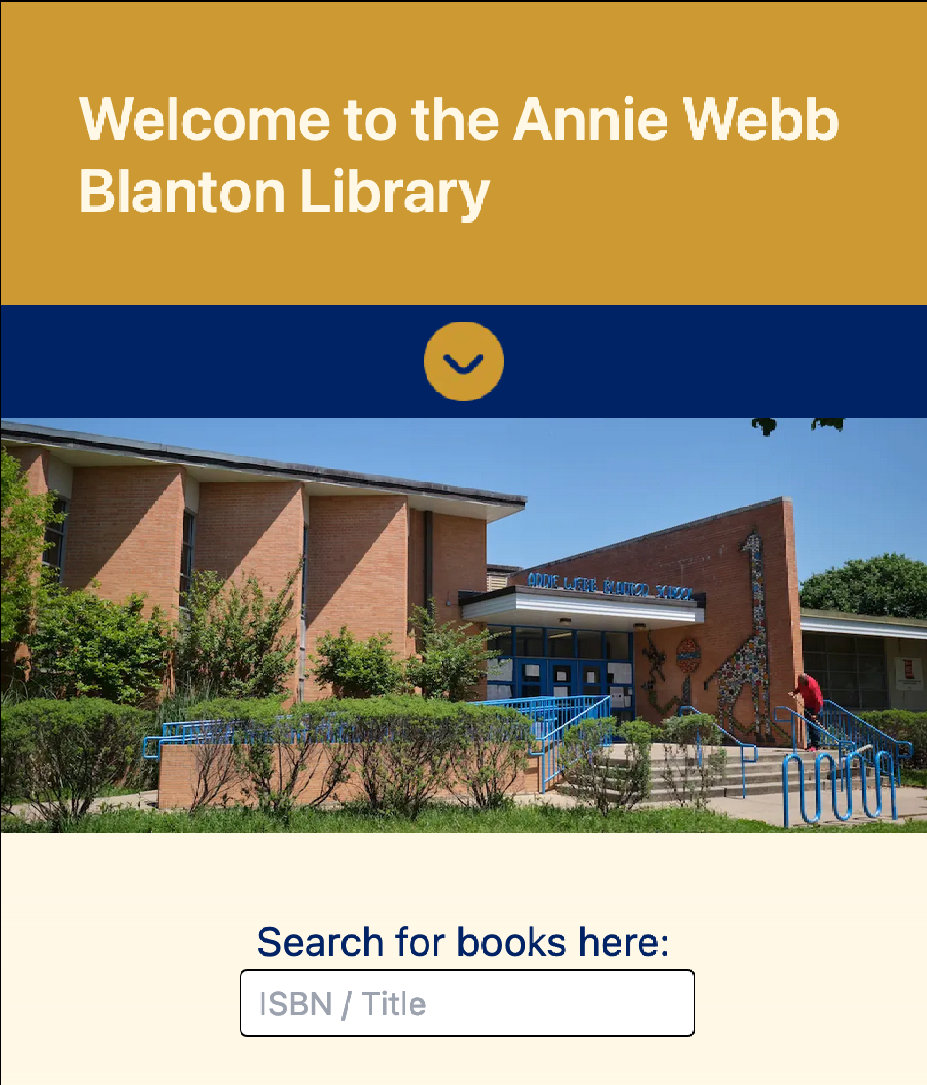 Welcome to the Annie Webb
Blanton Library
ANNIE WEBB BLANTON SCHOOL
Search for books here:
ISBN / Title